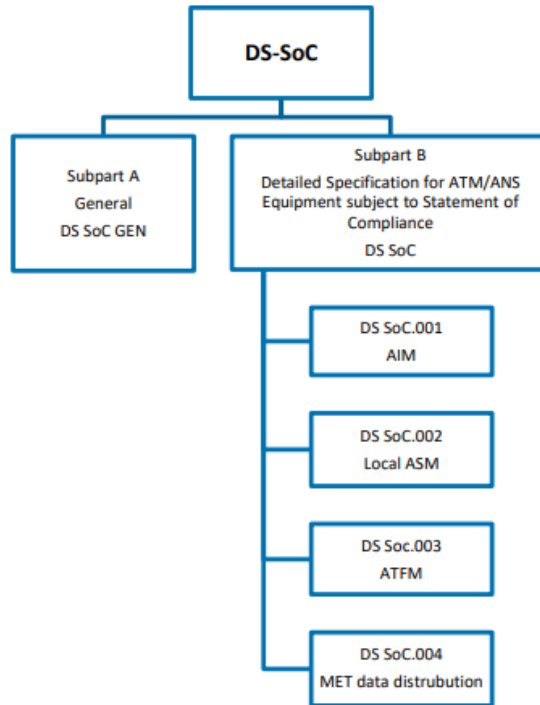 DS-SoC
Subpart A
General
DS SoC GEN
Subpart B
Detailed Specification for ATM/ANS
Equipment subject to Statement of
Compliance
DS SoC
DS SoC.001
AIM
DS SoC.002
Local ASM
DS Soc.003
ATFM
DS SoC.004
MET data distrubution